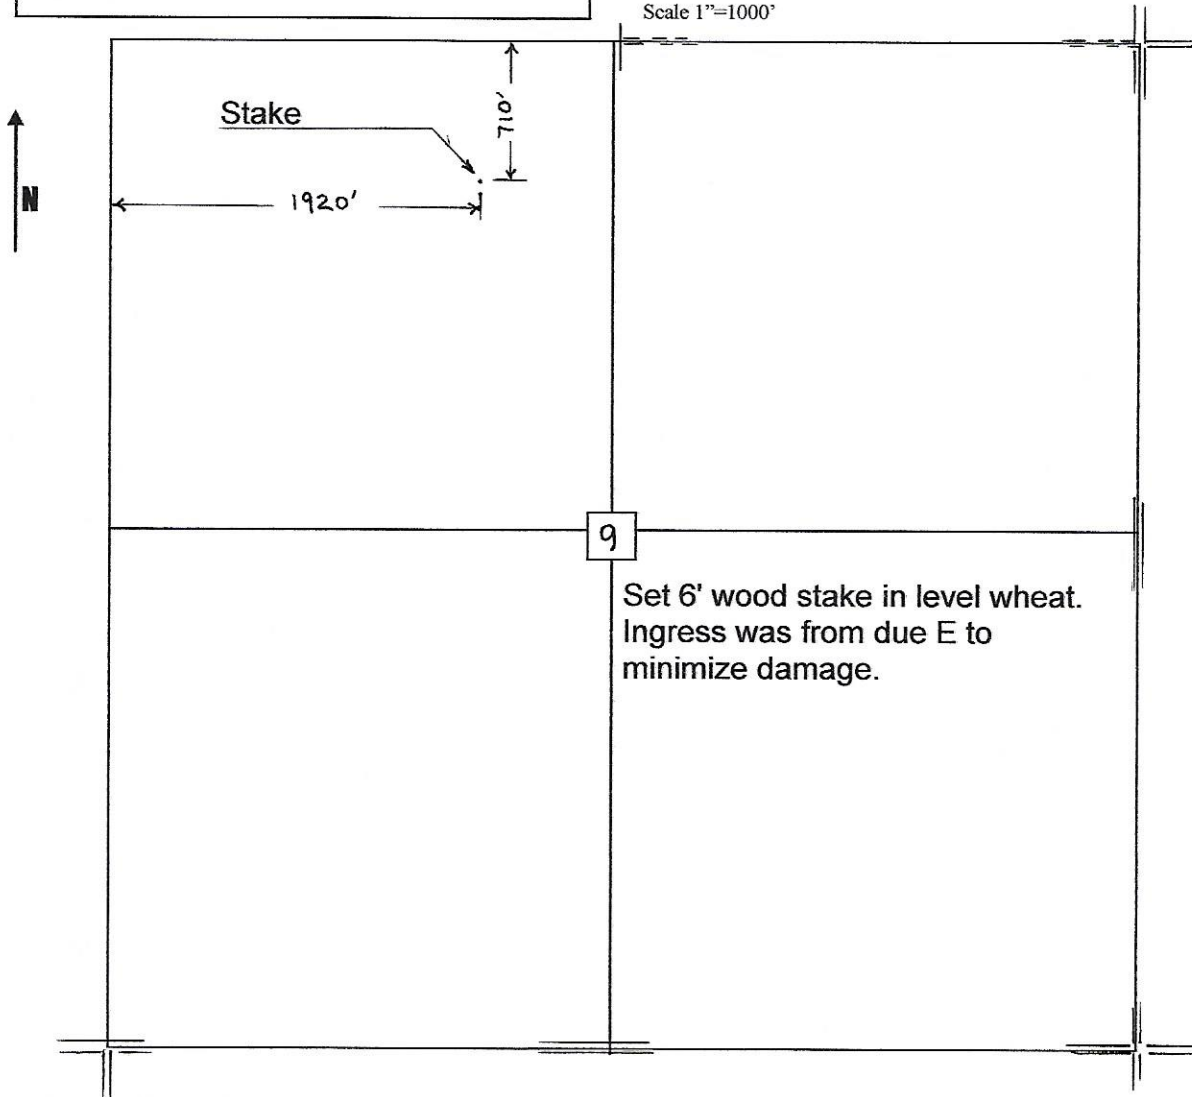 Scale 1”=1000’
Stake
710'
N
1920'
9
Set 6' wood stake in level wheat.
Ingress was from due E to
minimize damage.